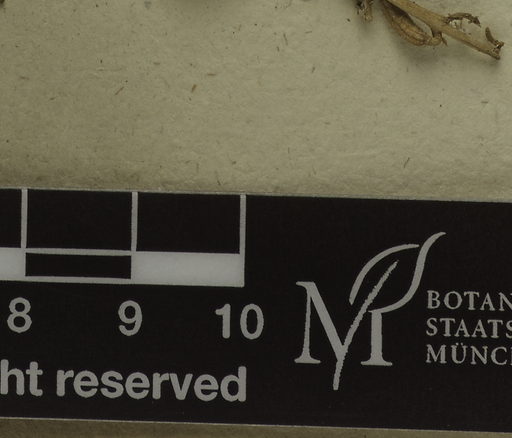 8 9 10
ht reserved
M
BOTAN
STAATS
MÜNC